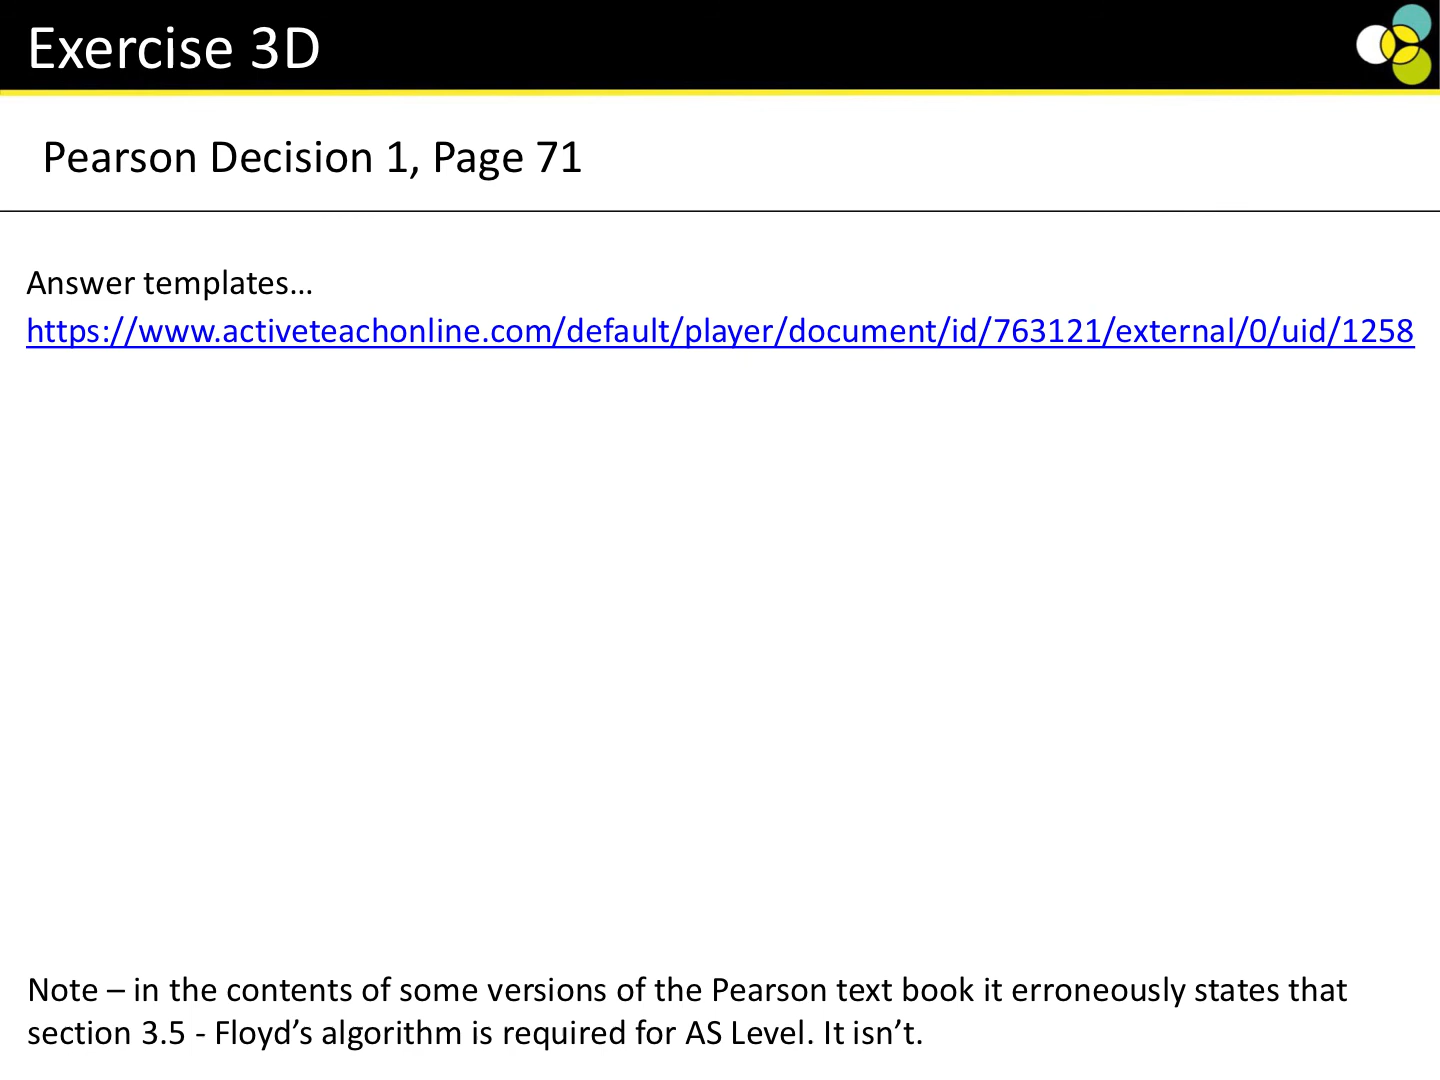 Exercise 3D
Pearson Decision 1, Page 71
Answer templates…
https://www.activeteachonline.com/default/player/document/id/763121/external/0/uid/1258
Note – in the contents of some versions of the Pearson text book it erroneously states that
section 3.5 - Floyd’s algorithm is required for AS Level. It isn’t.